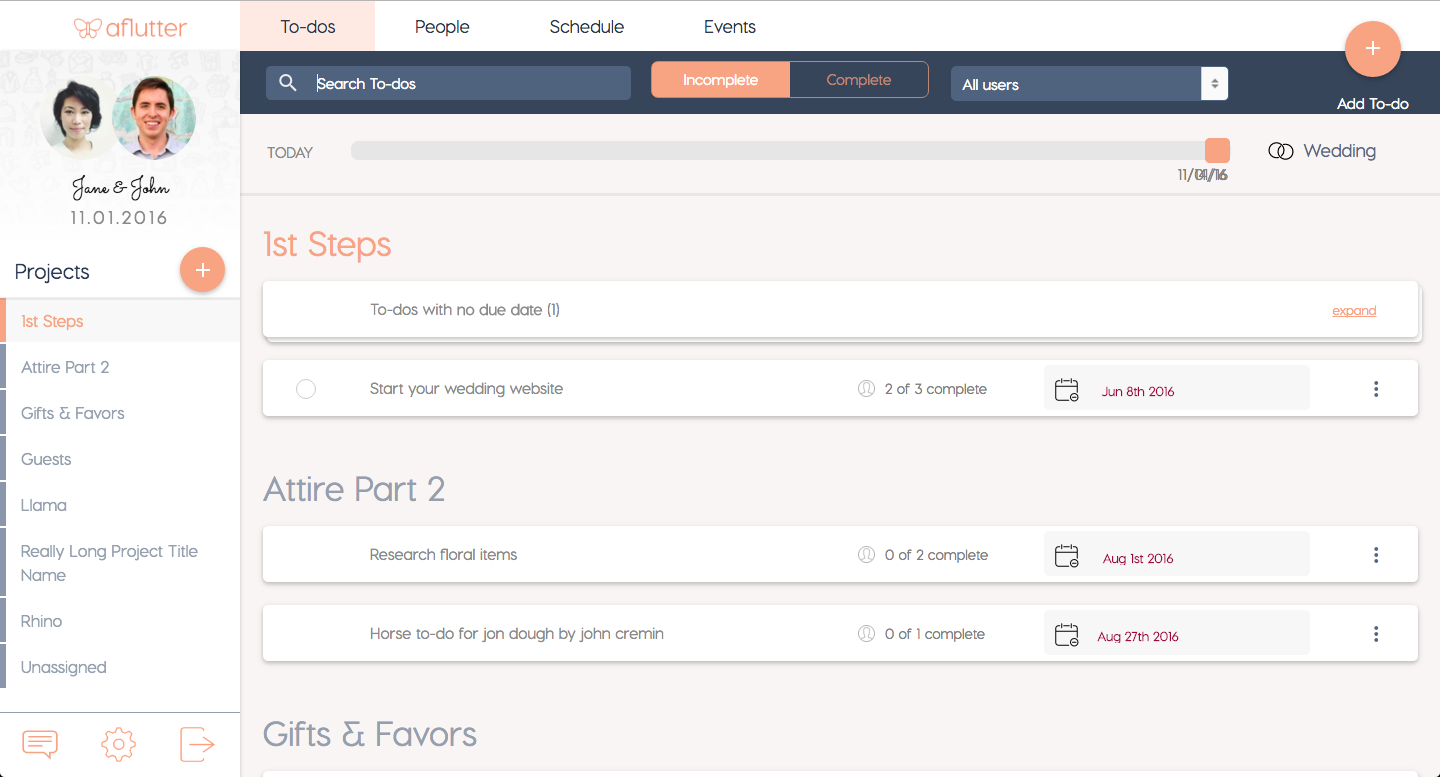 aflutter
To-dos People Schedule Events
Search To-dos
Incomplete Complete
All users
Add To-do
Jane & John
11.01.2016
Projects
1st Steps
Attire Part 2
Gifts & Favors
Guests
Llama
Really Long Project Title
Name
Rhino
Unassigned
TODAY
Wedding
1st Steps
To-dos with no due date (1) expand
Start your wedding website 2 of 3 complete Jun 8th 2016
Attire Part 2
Research floral items 0 of 2 complete Aug 1st 2016
Horse to-do for jon dough by john cremin 0 of 1 complete Aug 27th 2016
Gifts & Favors